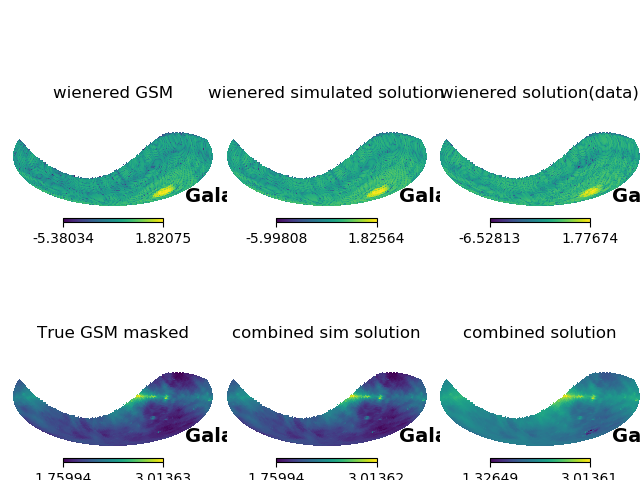 wienered GSM wienered simulated solution wienered solution(data)
Gala Gala Ga
-5.38034 1.82075 -5.99808 1.82564 -6.52813 1.77674
True GSM masked combined sim solution combined solution
Gala Gala Ga
1.75994 3.01363 1.75994 3.01362 1.32649 3.01361